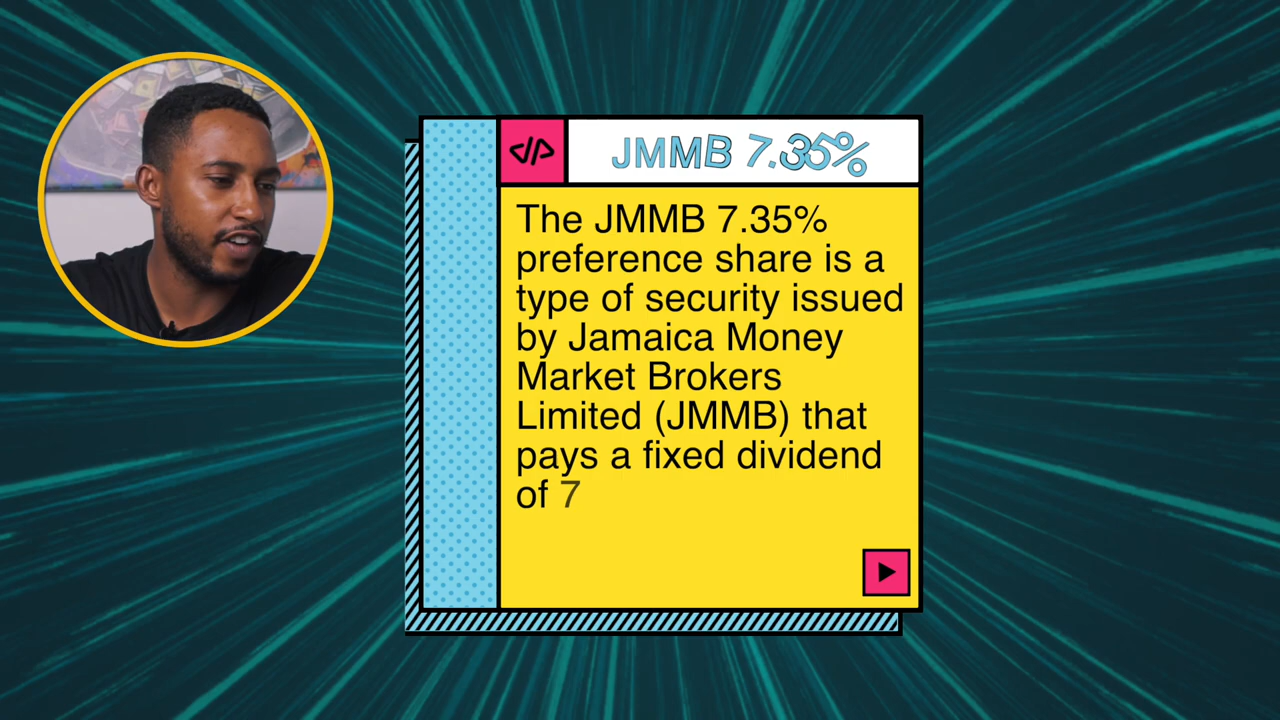 JMMB 7.35%
The JMMB 7.35%
preference share is a
type of security issued
by Jamaica Money
Market Brokers
Limited (JMMB) that
pays a fixed dividend
of 7